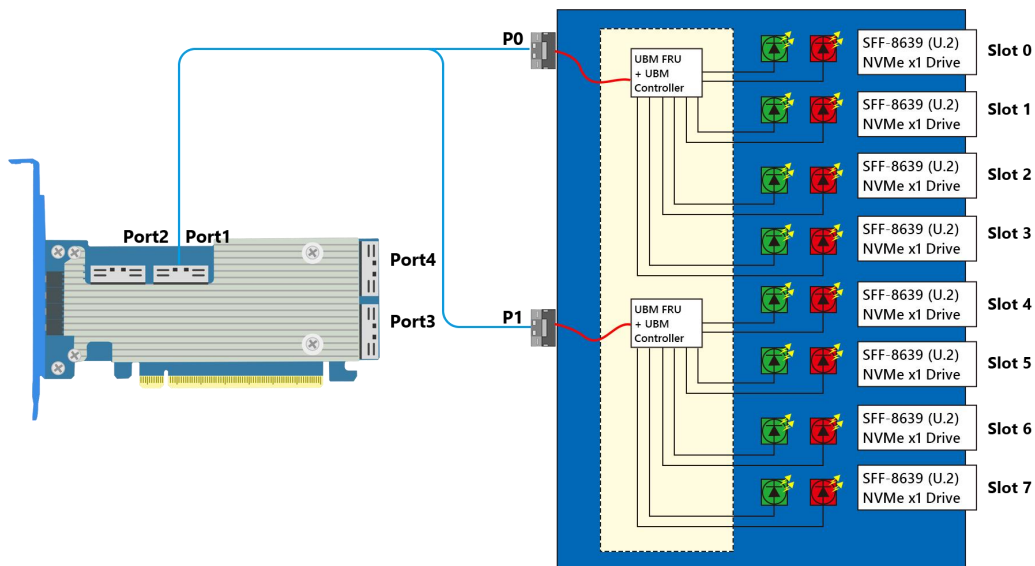 Port2
Port1
Port4
Port3
P0
P1
UBM FRU
+ UBM
Controller
UBM FRU
+ UBM
Controller
SFF-8639 (U.2)
NVMe x1 Drive
Slot 0
SFF-8639 (U.2)
NVMe x1 Drive
Slot 1
SFF-8639 (U.2)
NVMe x1 Drive
Slot 2
SFF-8639 (U.2)
NVMe x1 Drive
Slot 3
SFF-8639 (U.2)
NVMe x1 Drive
Slot 4
SFF-8639 (U.2)
NVMe x1 Drive
Slot 5
SFF-8639 (U.2)
NVMe x1 Drive
Slot 6
SFF-8639 (U.2)
NVMe x1 Drive
Slot 7